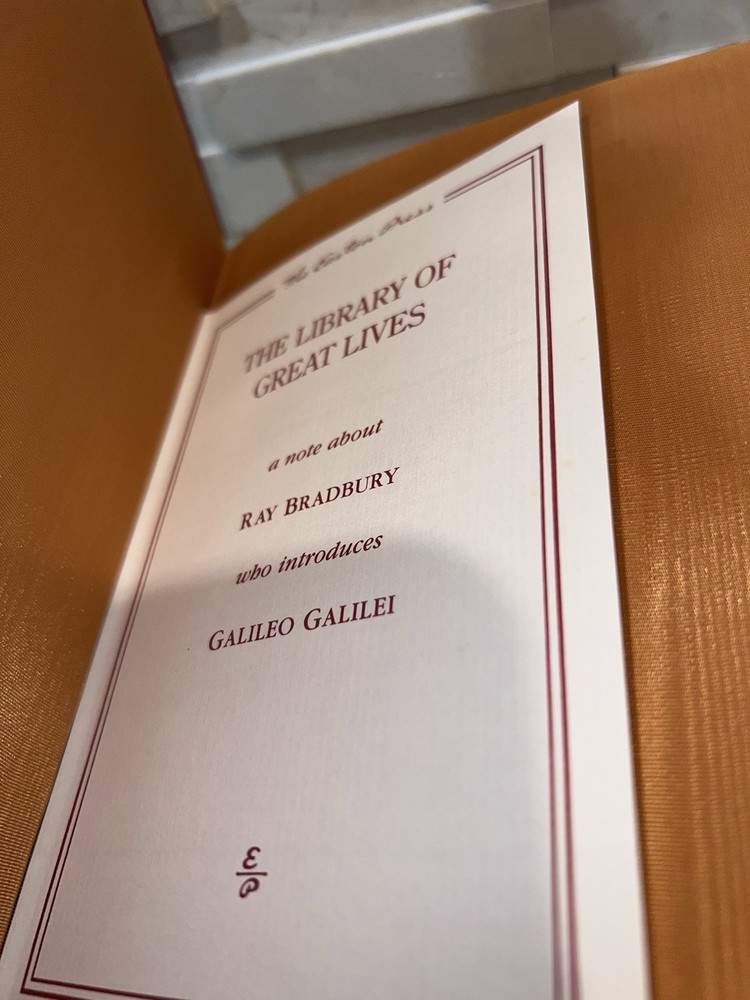 The Easton Press
THE LIBRARY OF
GREAT LIVES
a note about
RAY BRADBURY
who introduces
GALILEO GALILEI
E
P